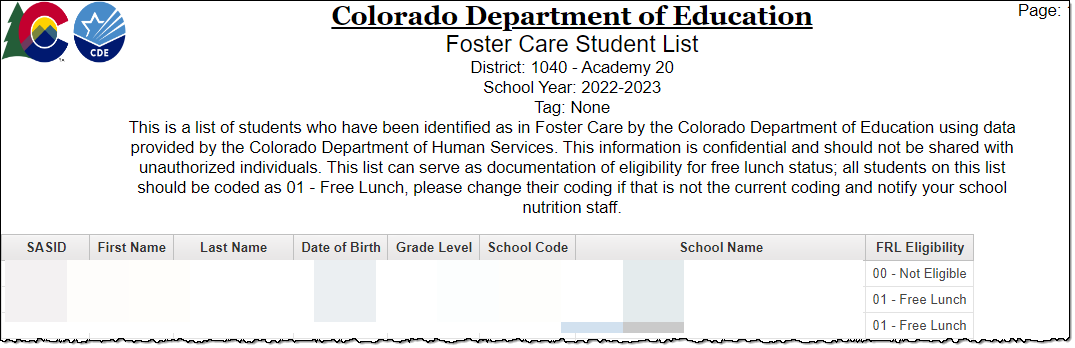 Colorado Department of Education
Page:
Foster Care Student List
District: 1040 - Academy 20
School Year: 2022-2023
Tag: None
This is a list of students who have been identified as in Foster Care by the Colorado Department of Education using data
provided by the Colorado Department of Human Services. This information is confidential and should not be shared with
unauthorized individuals. This list can serve as documentation of eligibility for free lunch status; all students on this list
should be coded as 01 - Free Lunch, please change their coding if that is not the current coding and notify your school
nutrition staff.
CDE
SASID First Name Last Name Date of Birth Grade Level School Code School Name FRL Eligibility
00 - Not Eligible
01 - Free Lunch
01 - Free Lunch